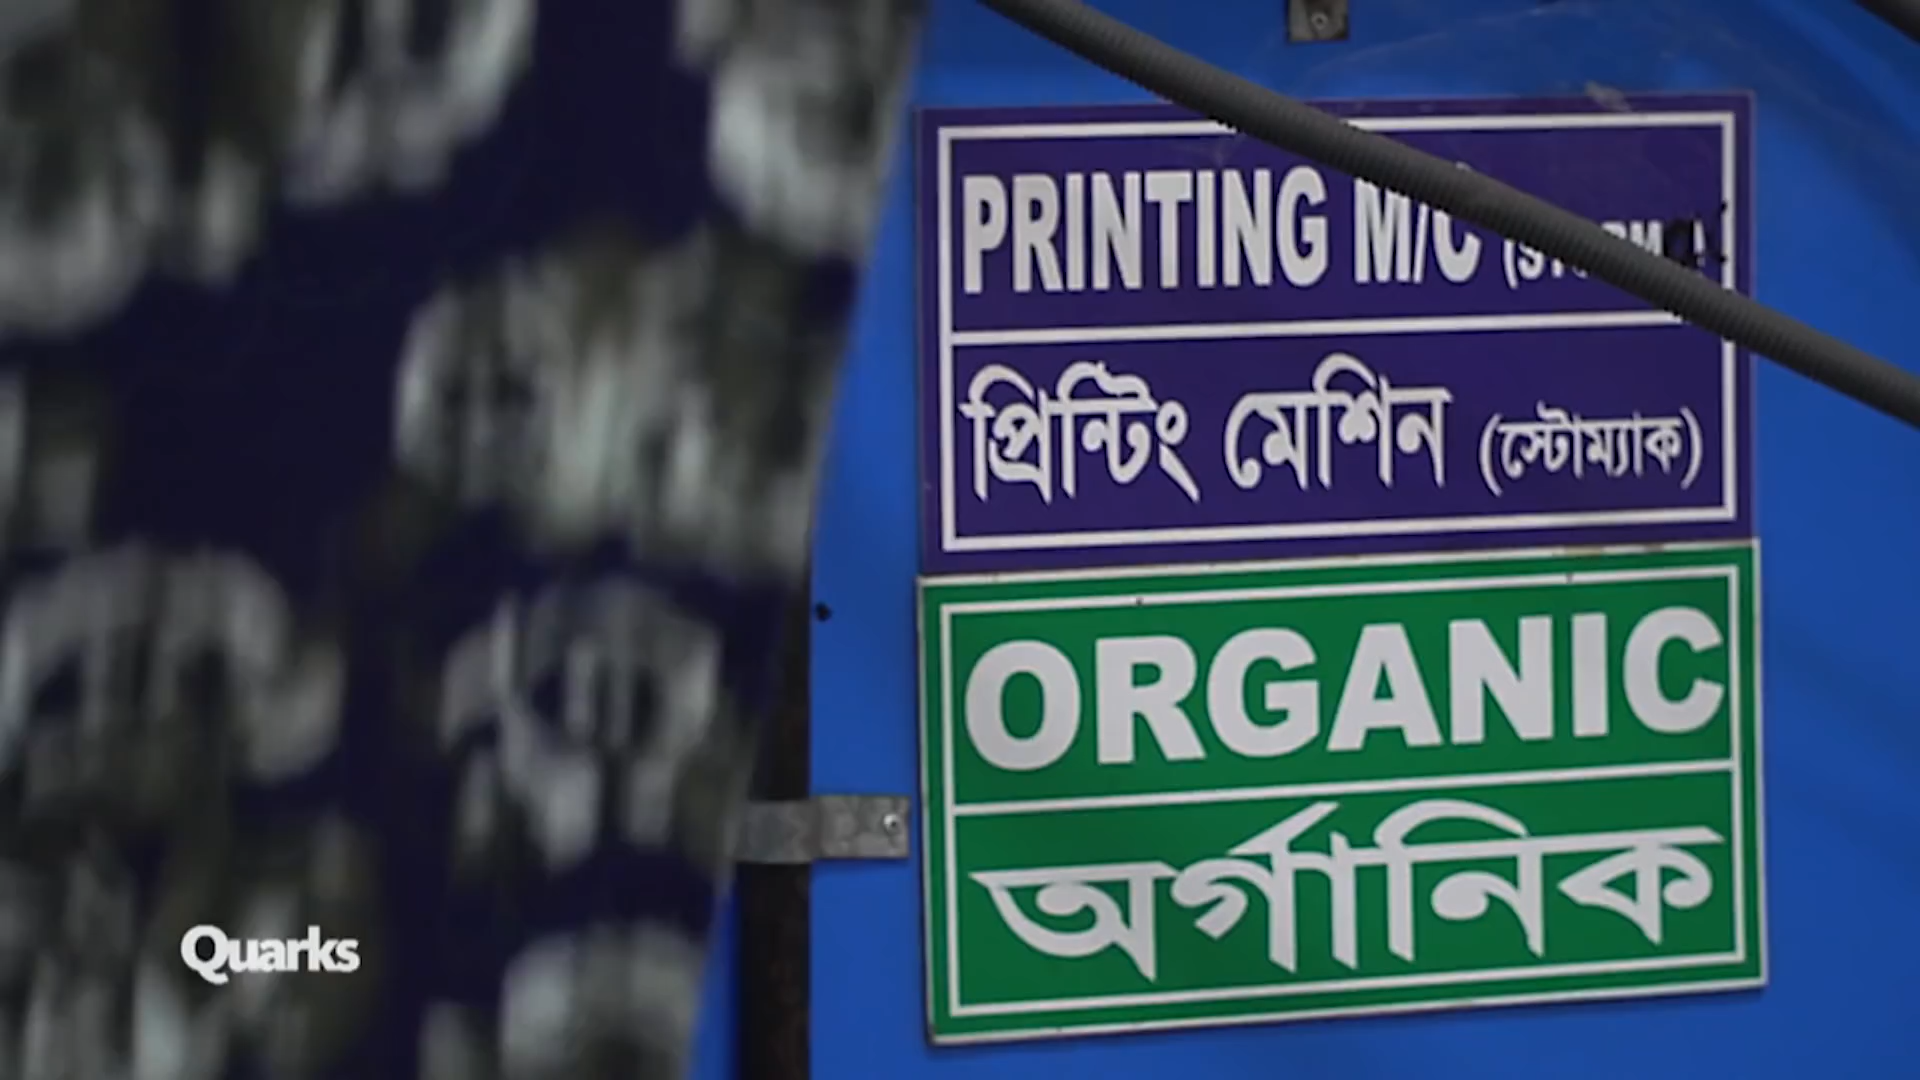 PRINTING M/C
প্রিন্টিং মেশিন (স্টোম্যাক)
ORGANIC
অর্গানিক
Quarks